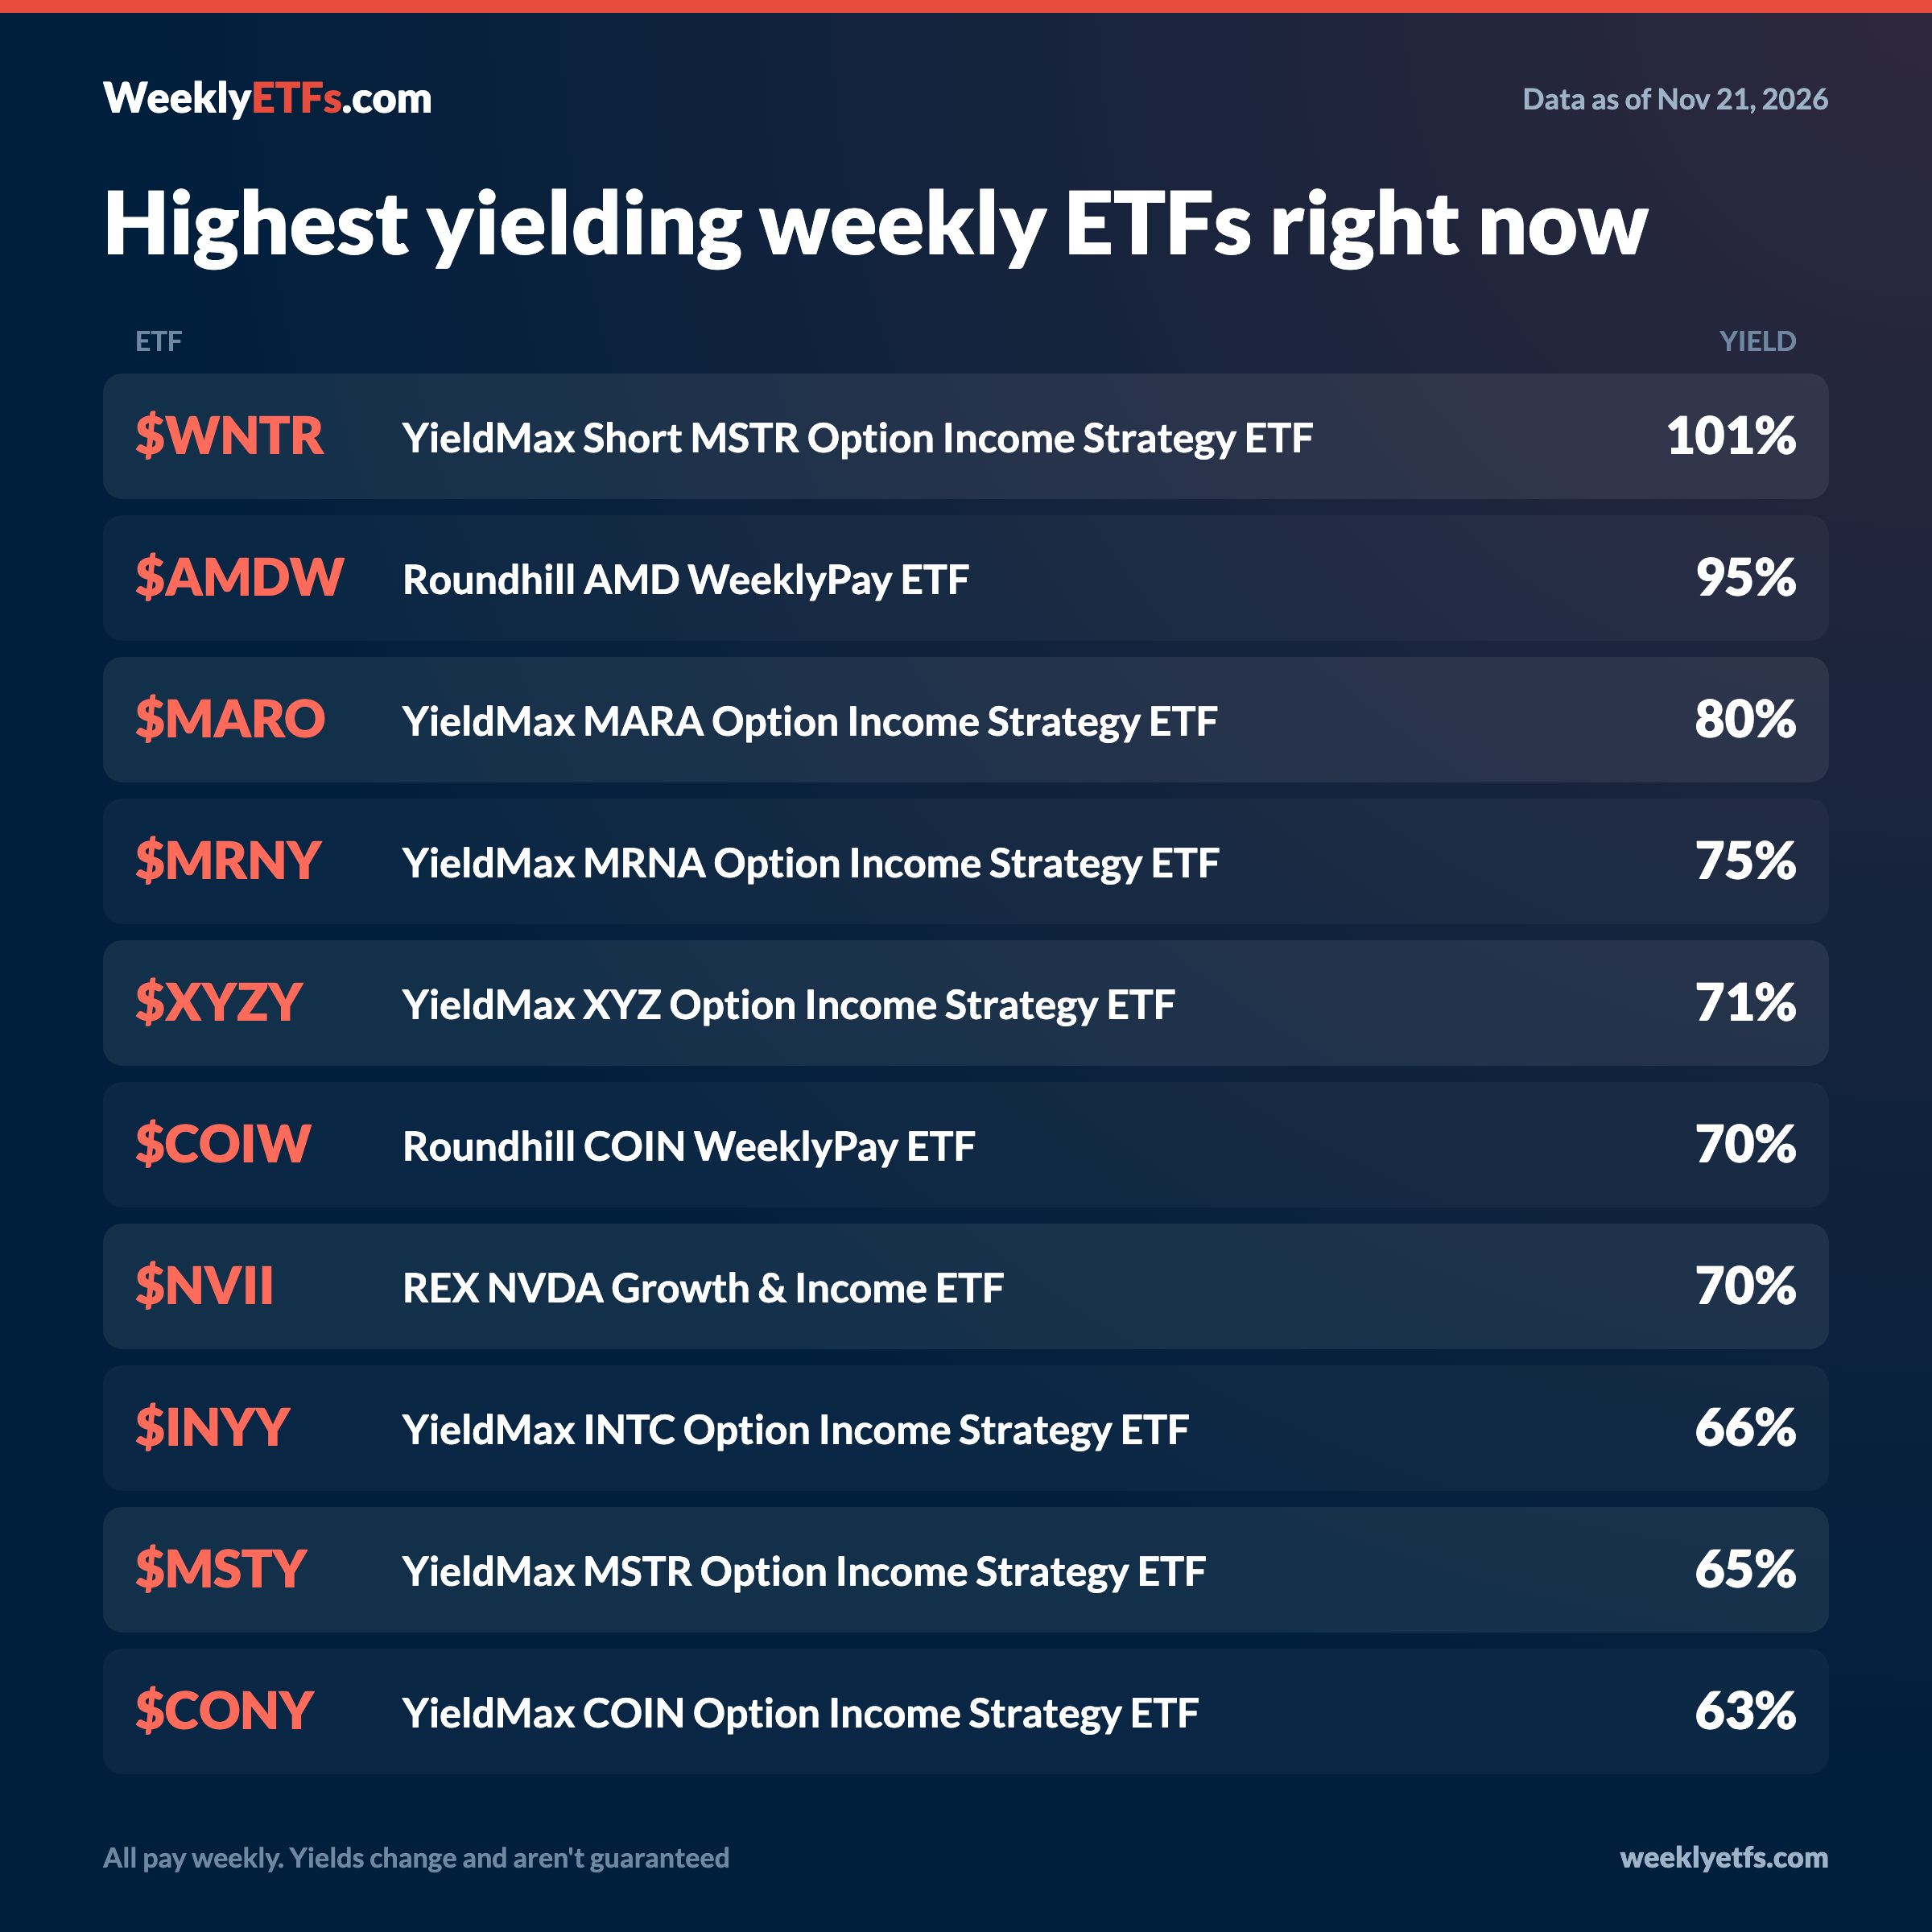 WeeklyETFs.com
Data as of Nov 21, 2026
Highest yielding weekly ETFs right now
ETF YIELD
$WNTR YieldMax Short MSTR Option Income Strategy ETF 101%
$AMDW Roundhill AMD WeeklyPay ETF 95%
$MARO YieldMax MARA Option Income Strategy ETF 80%
$MRNY YieldMax MRNA Option Income Strategy ETF 75%
$XYZY YieldMax XYZ Option Income Strategy ETF 71%
$COIW Roundhill COIN WeeklyPay ETF 70%
$NVII REX NVDA Growth & Income ETF 70%
$INYY YieldMax INTC Option Income Strategy ETF 66%
$MSTY YieldMax MSTR Option Income Strategy ETF 65%
$CONY YieldMax COIN Option Income Strategy ETF 63%
All pay weekly. Yields change and aren't guaranteed
weeklyetfs.com